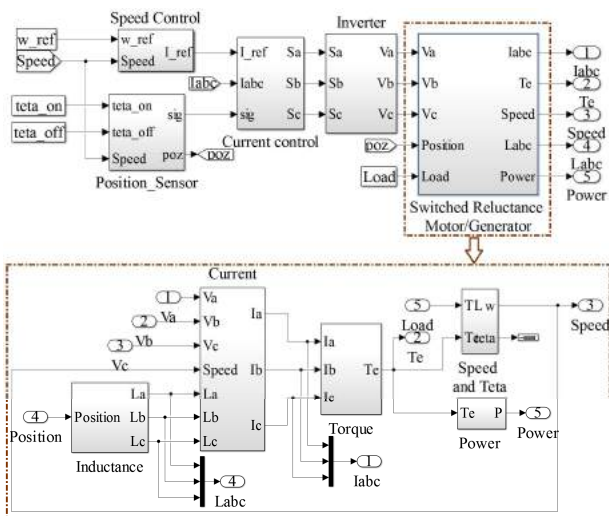 Speed Control
w_ref
w_ref
I_ref
Speed
Speed
teta_on
teta_on
sig
teta_off
teta_off
Speed
poz
poz
Position_Sensor
I_ref
Sa
Iabc
Iabc
Sb
sig
Sc
Current control
Inverter
Sa
Va
Sb
Vb
Sc
Vc
Va
Iabc
Vb
Te
Vc
Speed
poz
Position
Labc
Load
Load
Power
Switched Reluctance
Motor/Generator
1
Iabc
2
Te
3
Speed
4
Labc
5
Power
Current
1
Va
Va
2
Vb
Vb
3
Vc
Vc
Speed
Ia
Ib
Ic
La
Lb
Lc
4
Position
Position
La
Lb
Lc
Inductance
4
Labc
Ia
Ib
Te
Ic
Torque
1
Iabc
5
Load
2
Te
TL
w
Te
teta
Speed
and Teta
3
Speed
Te
P
Power
5
Power